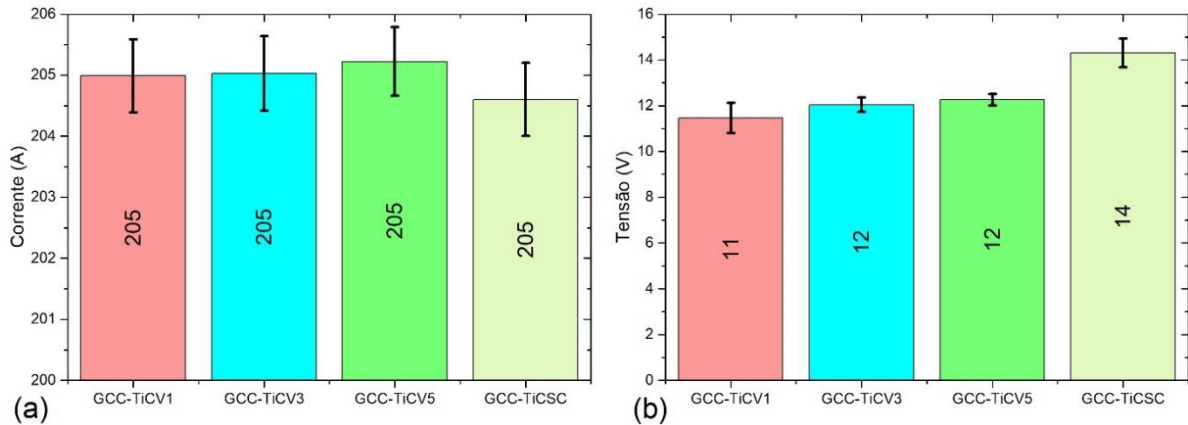 206
205
204
203
202
201
200
Corrente (A)
205
205
205
205
GCC-TiCV1
GCC-TiCV3
GCC-TiCV5
GCC-TiCSC
(a)
16
14
12
10
8
6
4
2
0
Tensão (V)
11
12
12
14
GCC-TiCV1
GCC-TiCV3
GCC-TiCV5
GCC-TiCSC
(b)